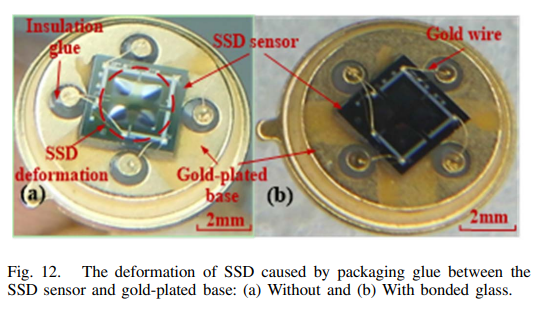 Insulation
glue
SSD sensor
Gold wire
SSD
deformation
Gold-plated
base
(a)
(b)
2mm
2mm
Fig. 12. The deformation of SSD caused by packaging glue between the
SSD sensor and gold-plated base: (a) Without and (b) With bonded glass.